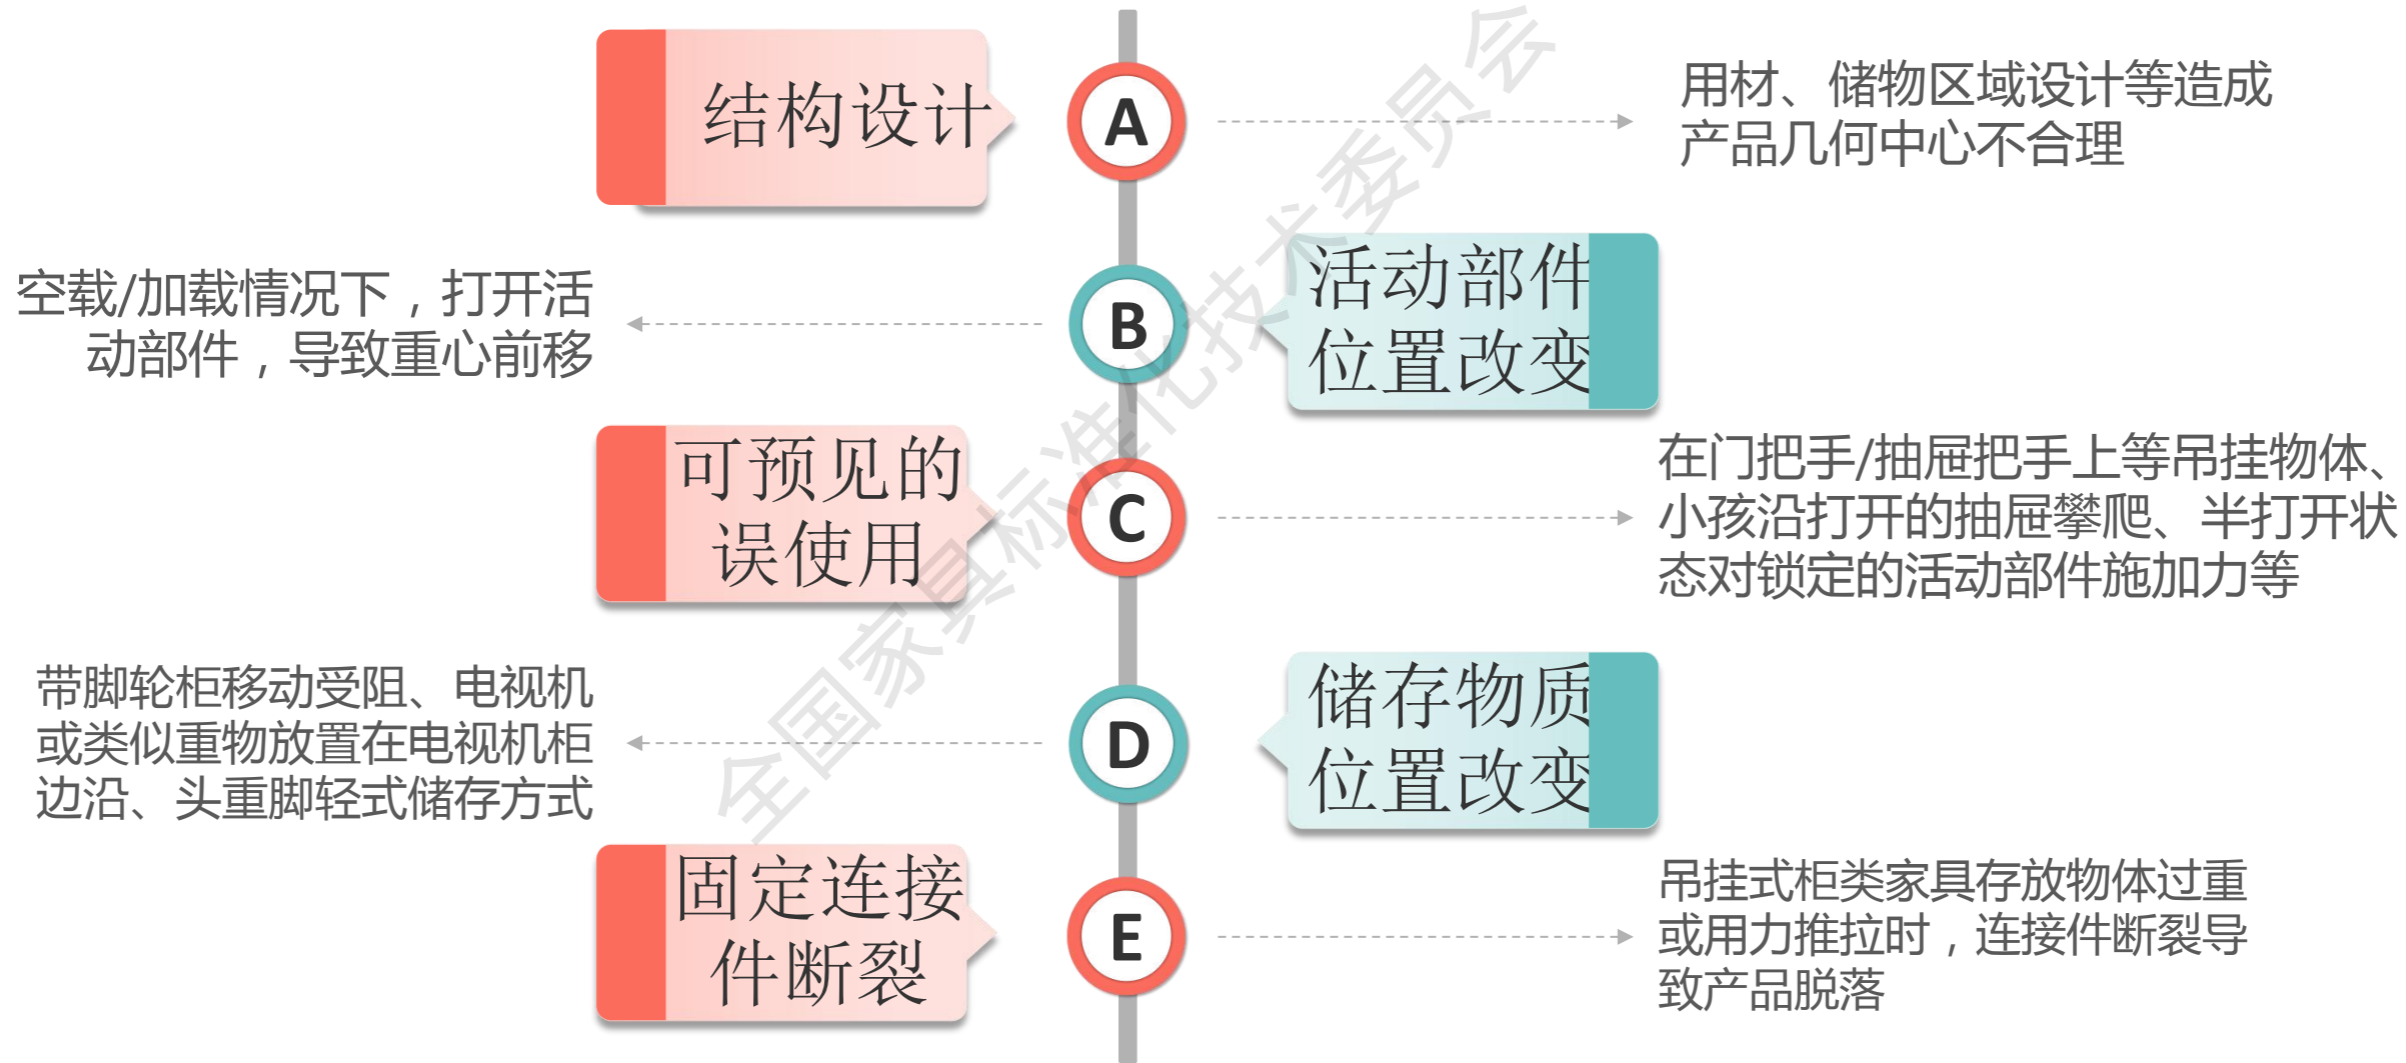 结构设计
A
用材、储物区域设计等造成
产品几何中心不合理
空载/加载情况下，打开活
动部件，导致重心前移
B
活动部件
位置改变
可预见的
误使用
C
在门把手/抽屉把手上等吊挂物体、
小孩沿打开的抽屉攀爬、半打开状
态对锁定的活动部件施加力等
带脚轮柜移动受阻、电视机
或类似重物放置在电视机柜
边沿、头重脚轻式储存方式
D
储存物质
位置改变
固定连接
件断裂
E
吊挂式柜类家具存放物体过重
或用力推拉时，连接件断裂导
致产品脱落
全国家具标准化技术委员会